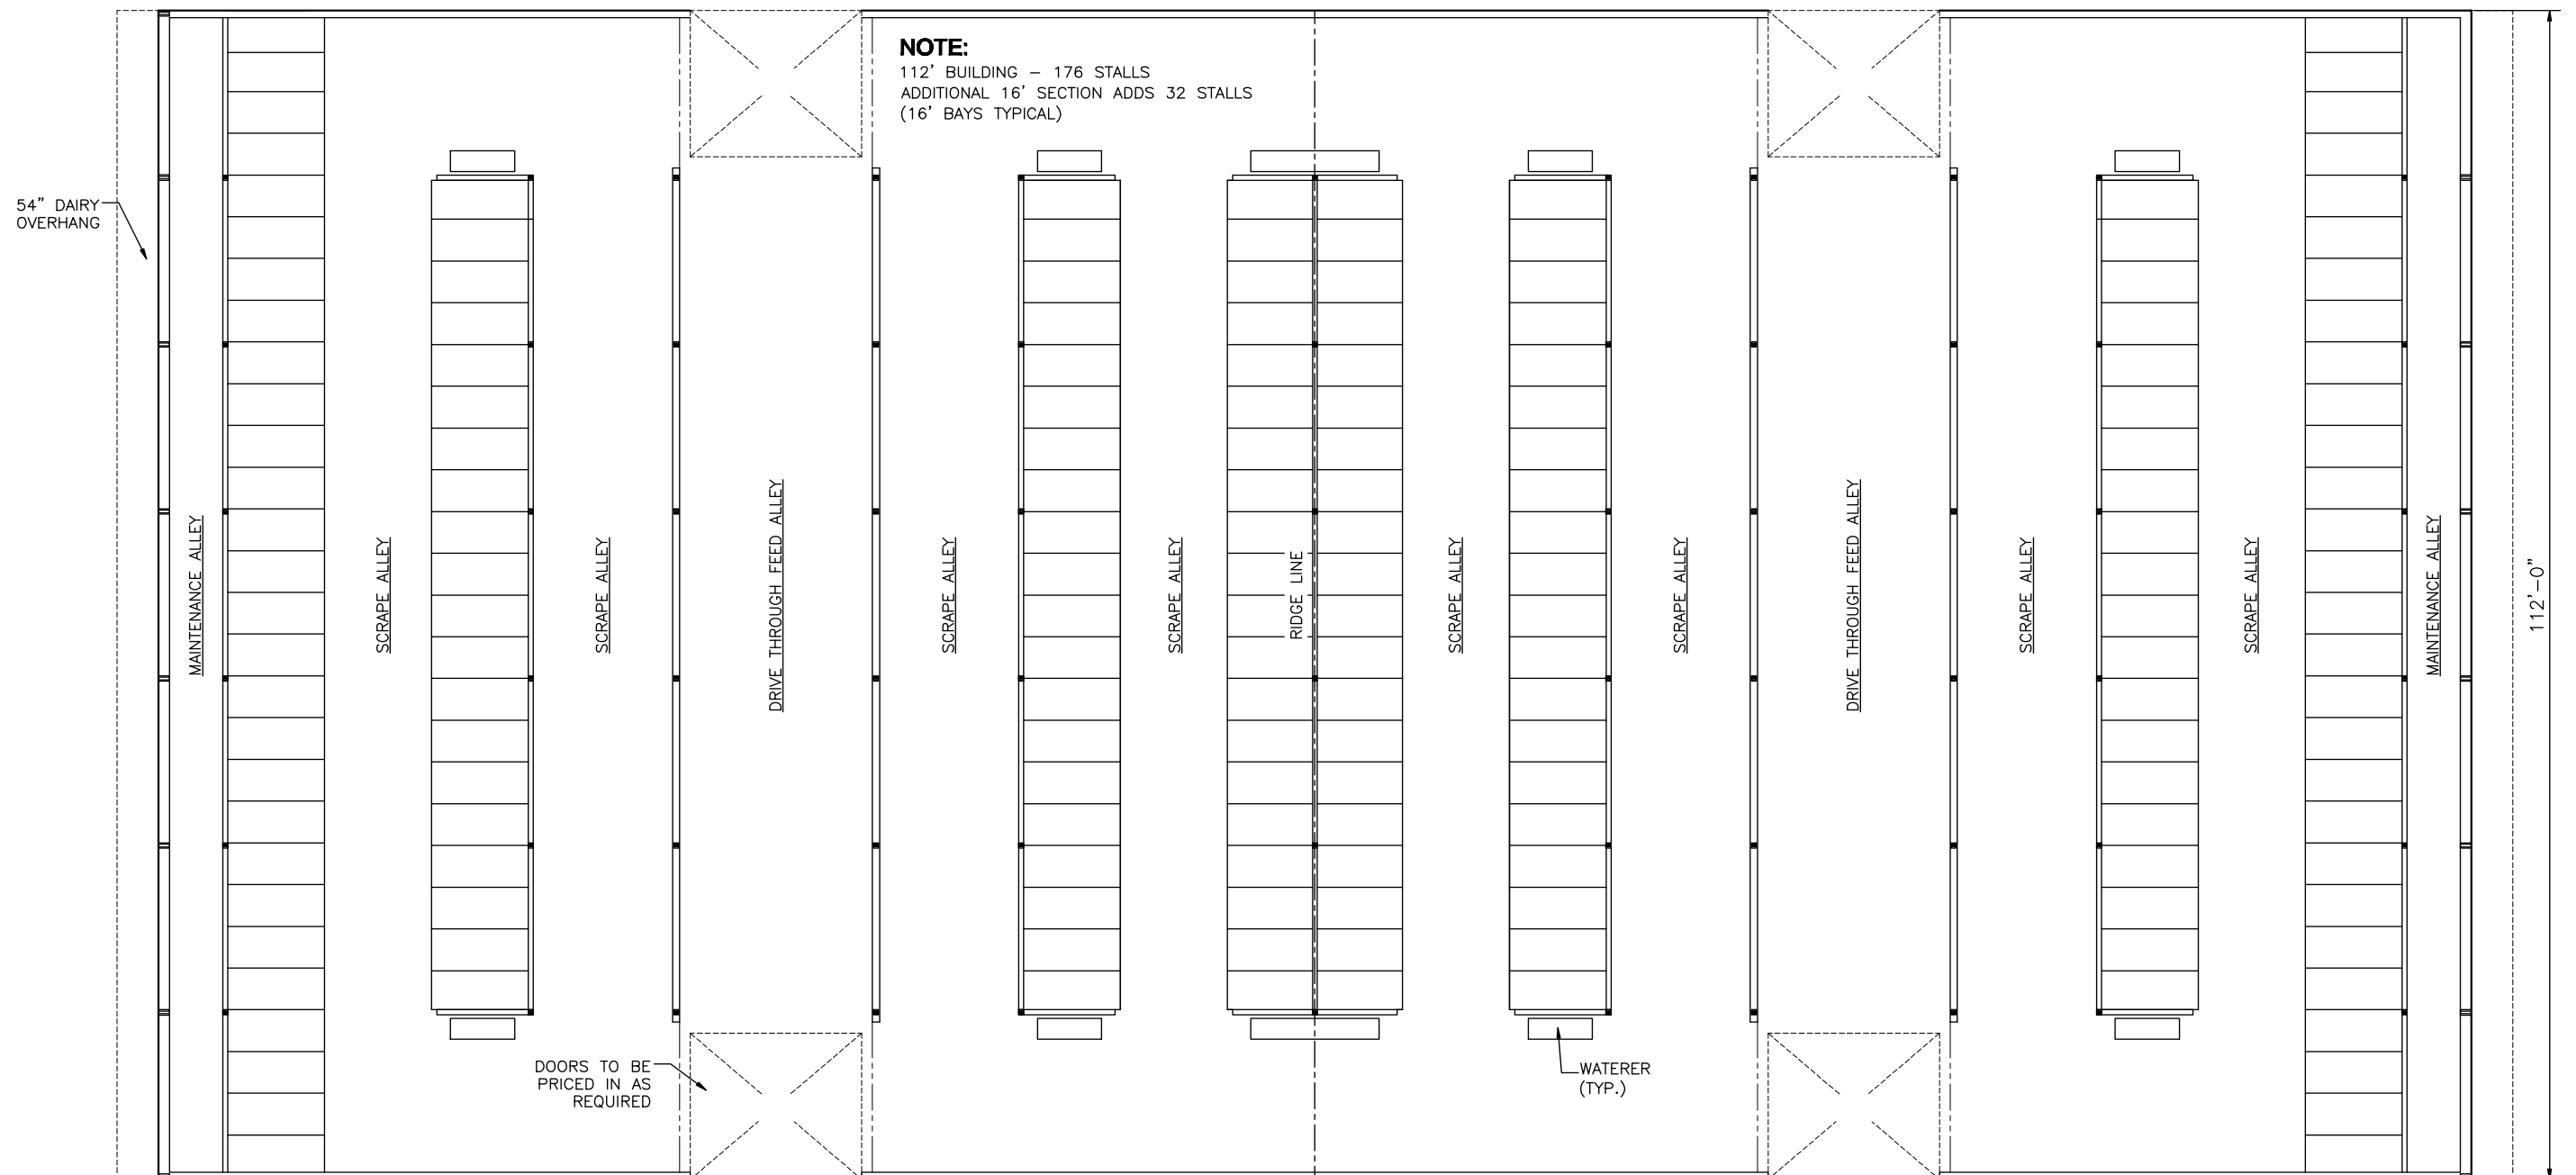 NOTE:
112' BUILDING – 176 STALLS
ADDITIONAL 16' SECTION ADDS 32 STALLS
(16' BAYS TYPICAL)
54" DAIRY
OVERHANG
MAINTENANCE ALLEY
SCRAPE ALLEY
SCRAPE ALLEY
DRIVE THROUGH FEED ALLEY
SCRAPE ALLEY
SCRAPE ALLEY
RIDGE LINE
SCRAPE ALLEY
SCRAPE ALLEY
DRIVE THROUGH FEED ALLEY
SCRAPE ALLEY
SCRAPE ALLEY
MAINTENANCE ALLEY
112'-0"
DOORS TO BE
PRICED IN AS
REQUIRED
WATERER
(TYP.)